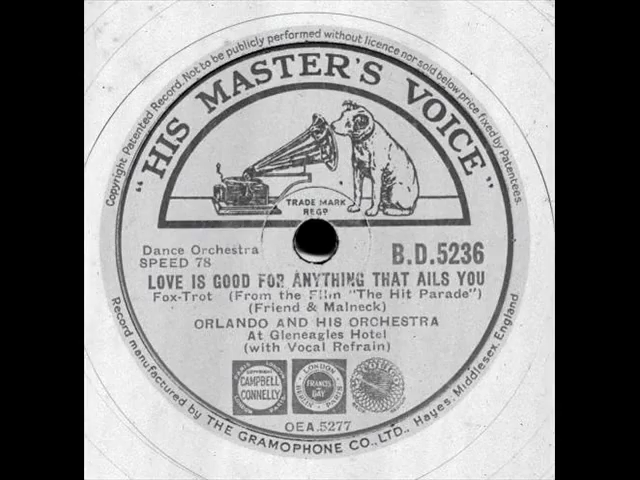 Copyright Patented Record. Not to be publicly performed without licence nor sold below price fixed by Patentees.
"HIS MASTER'S VOICE"
TRADE MARK
REGD
Dance Orchestra
SPEED 78
B.D.5236
LOVE IS GOOD FOR ANYTHING THAT AILS YOU
Fox-Trot (From the Film "The Hit Parade")
(Friend & Malneck)
ORLANDO AND HIS ORCHESTRA
At Gleneagles Hotel
(with Vocal Refrain)
COPYRIGHT
CAMPBELL
CONNELLY
LONDON
FRANCIS
&
DAY
BERLIN PARIS
OEA.5277
Record manufactured by THE GRAMOPHONE CO., LTD., Hayes, Middlesex, England